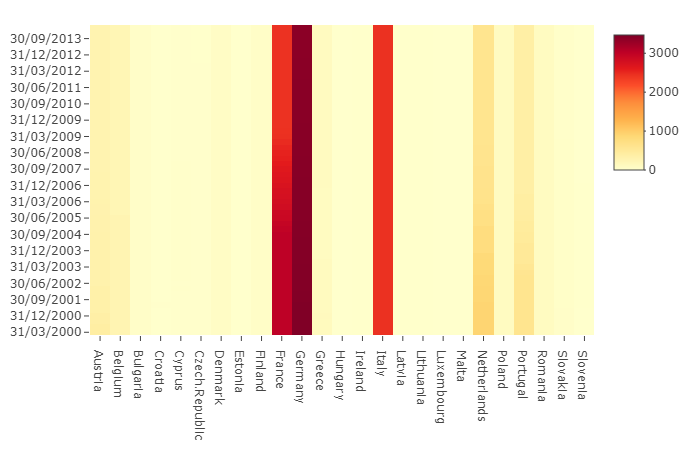 30/09/2013
31/12/2012
31/03/2012
30/06/2011
30/09/2010
31/12/2009
31/03/2009
30/06/2008
30/09/2007
31/12/2006
31/03/2006
30/06/2005
30/09/2004
31/12/2003
31/03/2003
30/06/2002
30/09/2001
31/12/2000
31/03/2000
3000
2000
1000
0
Austria
Belgium
Bulgaria
Croatia
Cyprus
Czech.Republic
Denmark
Estonia
Finland
France
Germany
Greece
Hungary
Ireland
Italy
Latvia
Lithuania
Luxembourg
Malta
Netherlands
Poland
Portugal
Romania
Slovakia
Slovenia